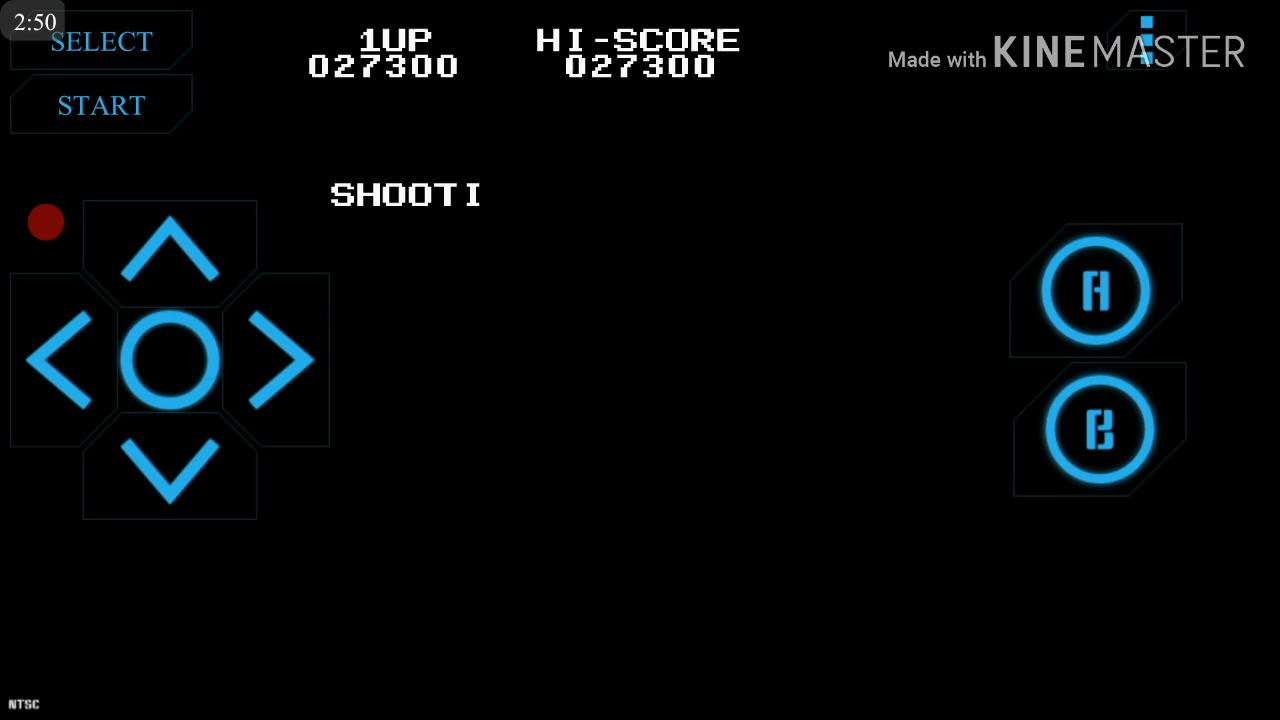 2:50
SELECT
START
1UP
027300
HI-SCORE
027300
Made with KINEMASTER
SHOOTI
A
B
NTSC